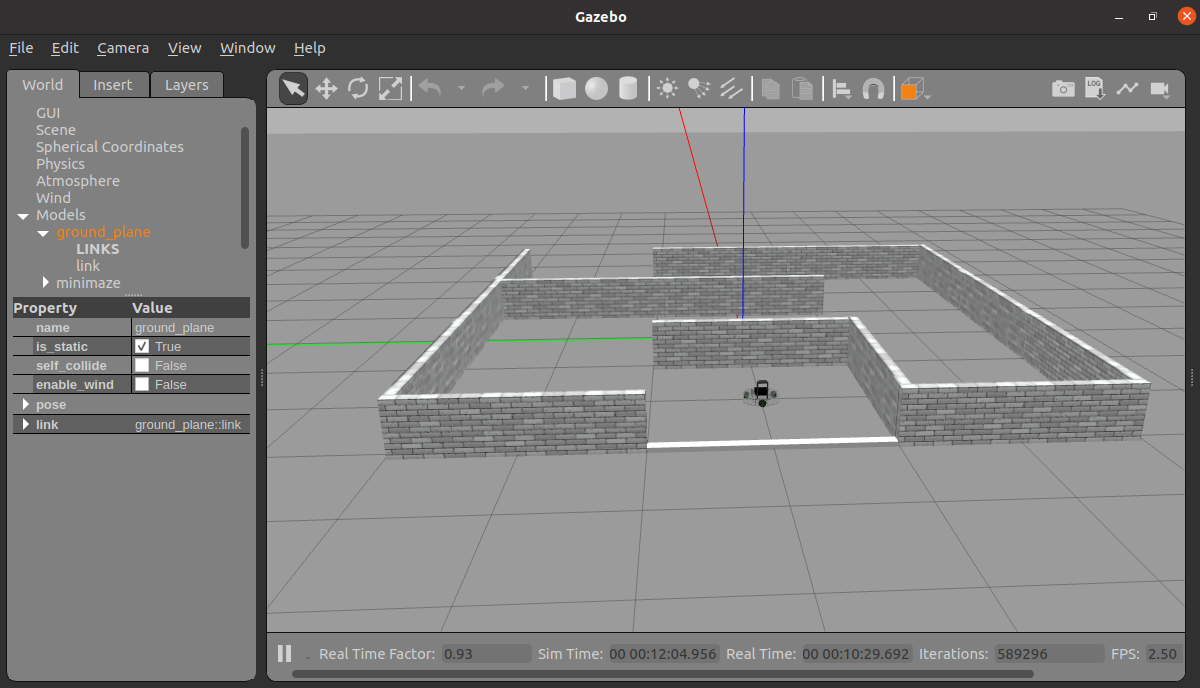 Gazebo
File Edit Camera View Window Help
World Insert Layers
GUI
Scene
Spherical Coordinates
Physics
Atmosphere
Wind
Models
ground_plane
LINKS
link
minimaze
Property Value
name ground_plane
is_static True
self_collide False
enable_wind False
pose
link ground_plane::link
LOG
Real Time Factor: 0.93 Sim Time: 00 00:12:04.956 Real Time: 00 00:10:29.692 Iterations: 589296 FPS: 2.50